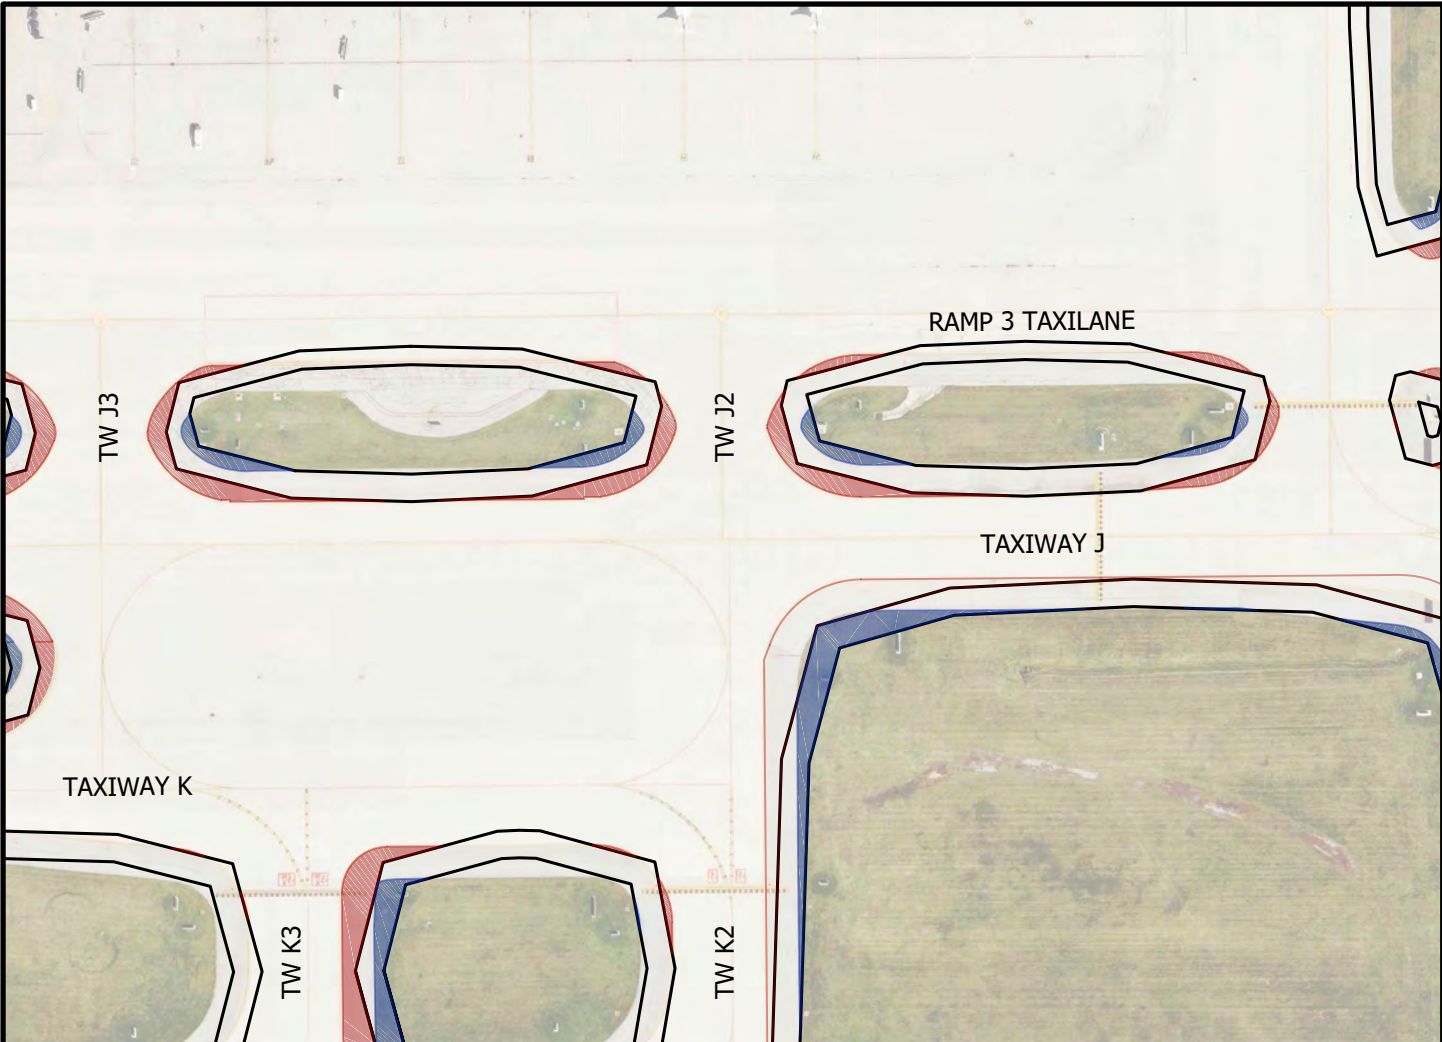 RAMP 3 TAXILANE
TW J3
TW J2
TAXIWAY J
TAXIWAY K
TW K3
TW K2